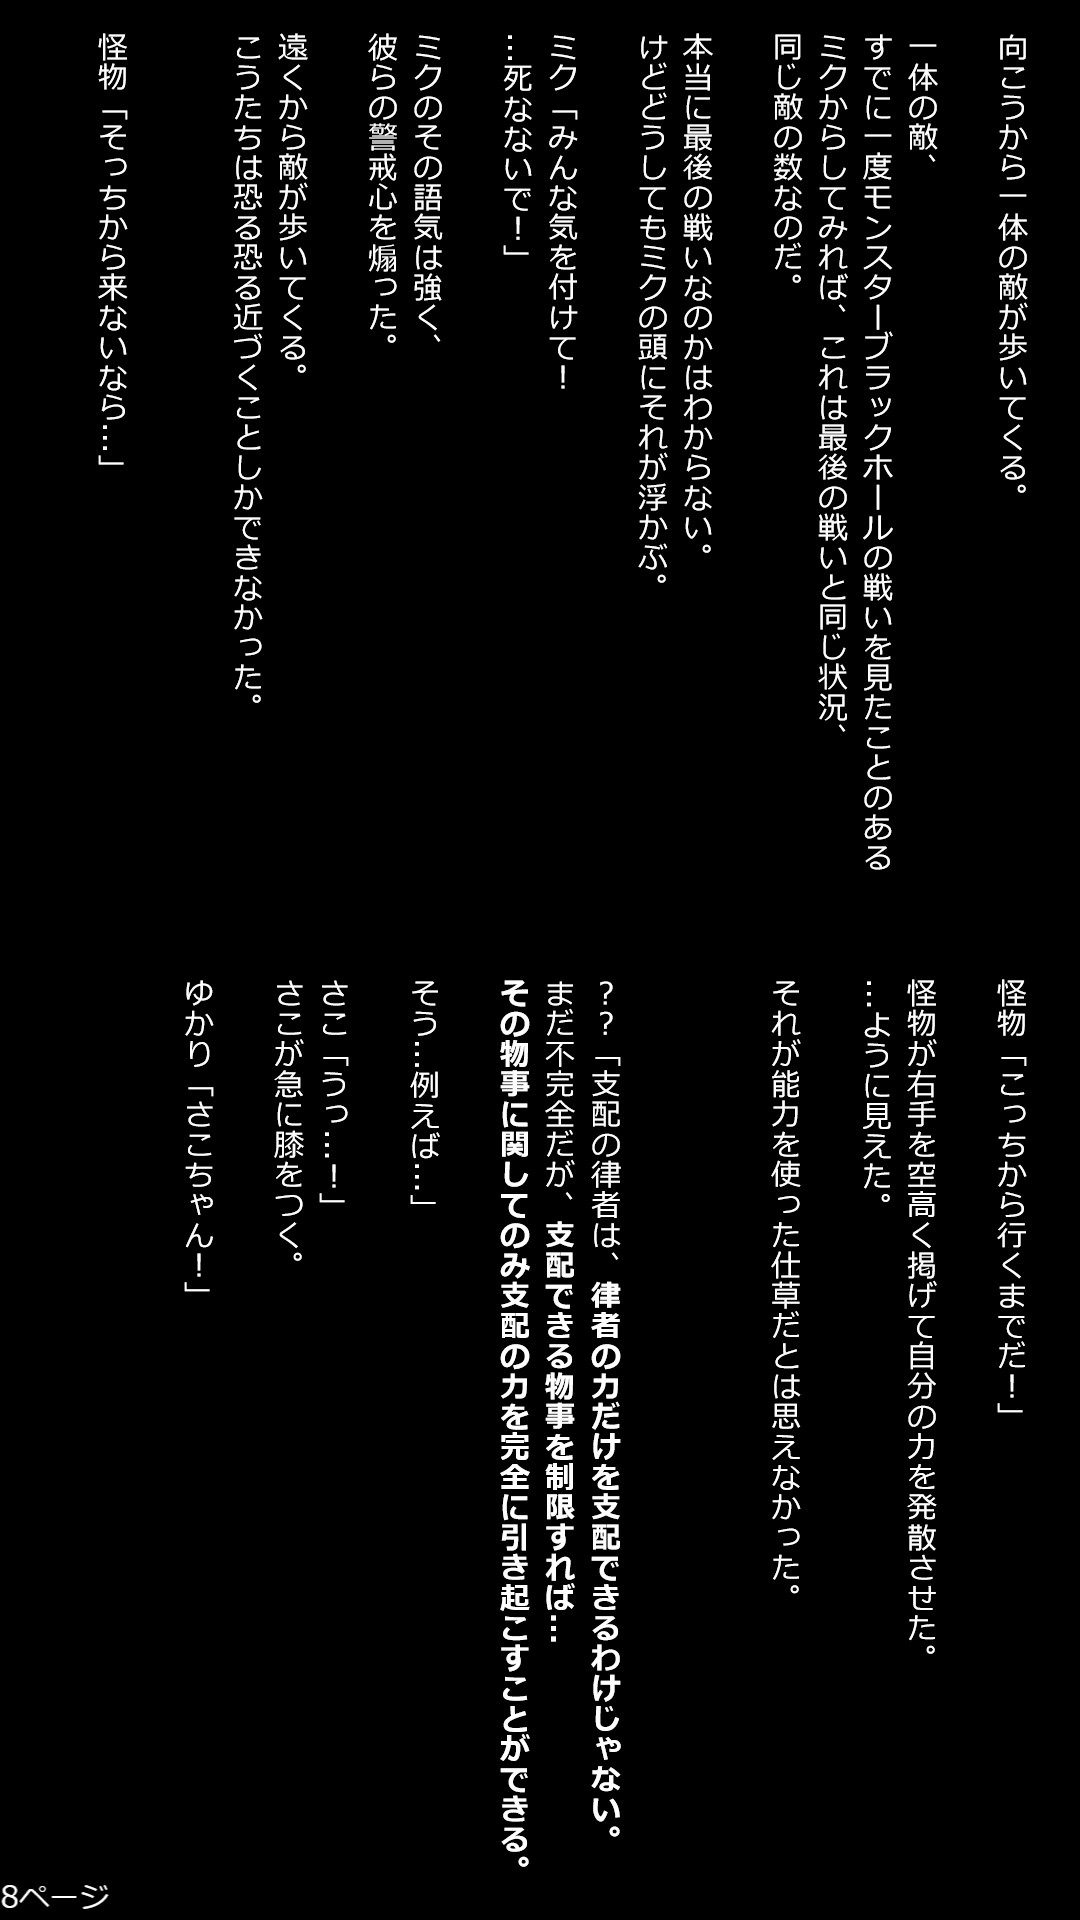 向こうから一体の敵が歩いてくる。
一体の敵、
すでに一度モンスターブラックホールの戦いを見たことのある
ミクからしてみれば、これは最後の戦いと同じ状況、
同じ敵の数なのだ。
本当に最後の戦いなのかはわからない。
けどどうしてもミクの頭にそれが浮かぶ。
ミク「みんな気を付けて！
…死なないで！」
ミクのその語気は強く、
彼らの警戒心を煽った。
遠くから敵が歩いてくる。
こうたちは恐る恐る近づくことしかできなかった。
怪物「そっちから来ないなら…」
怪物「こっちから行くまでだ！」
怪物が右手を空高く掲げて自分の力を発散させた。
…ように見えた。
それが能力を使った仕草だとは思えなかった。
？？「支配の律者は、律者の力だけを支配できるわけじゃない。
まだ不完全だが、支配できる物事を制限すれば…
その物事に関してのみ支配の力を完全に引き起こすことができる。
そう…例えば…」
さこ「うっ…！」
さこが急に膝をつく。
ゆかり「さこちゃん！」
8ページ